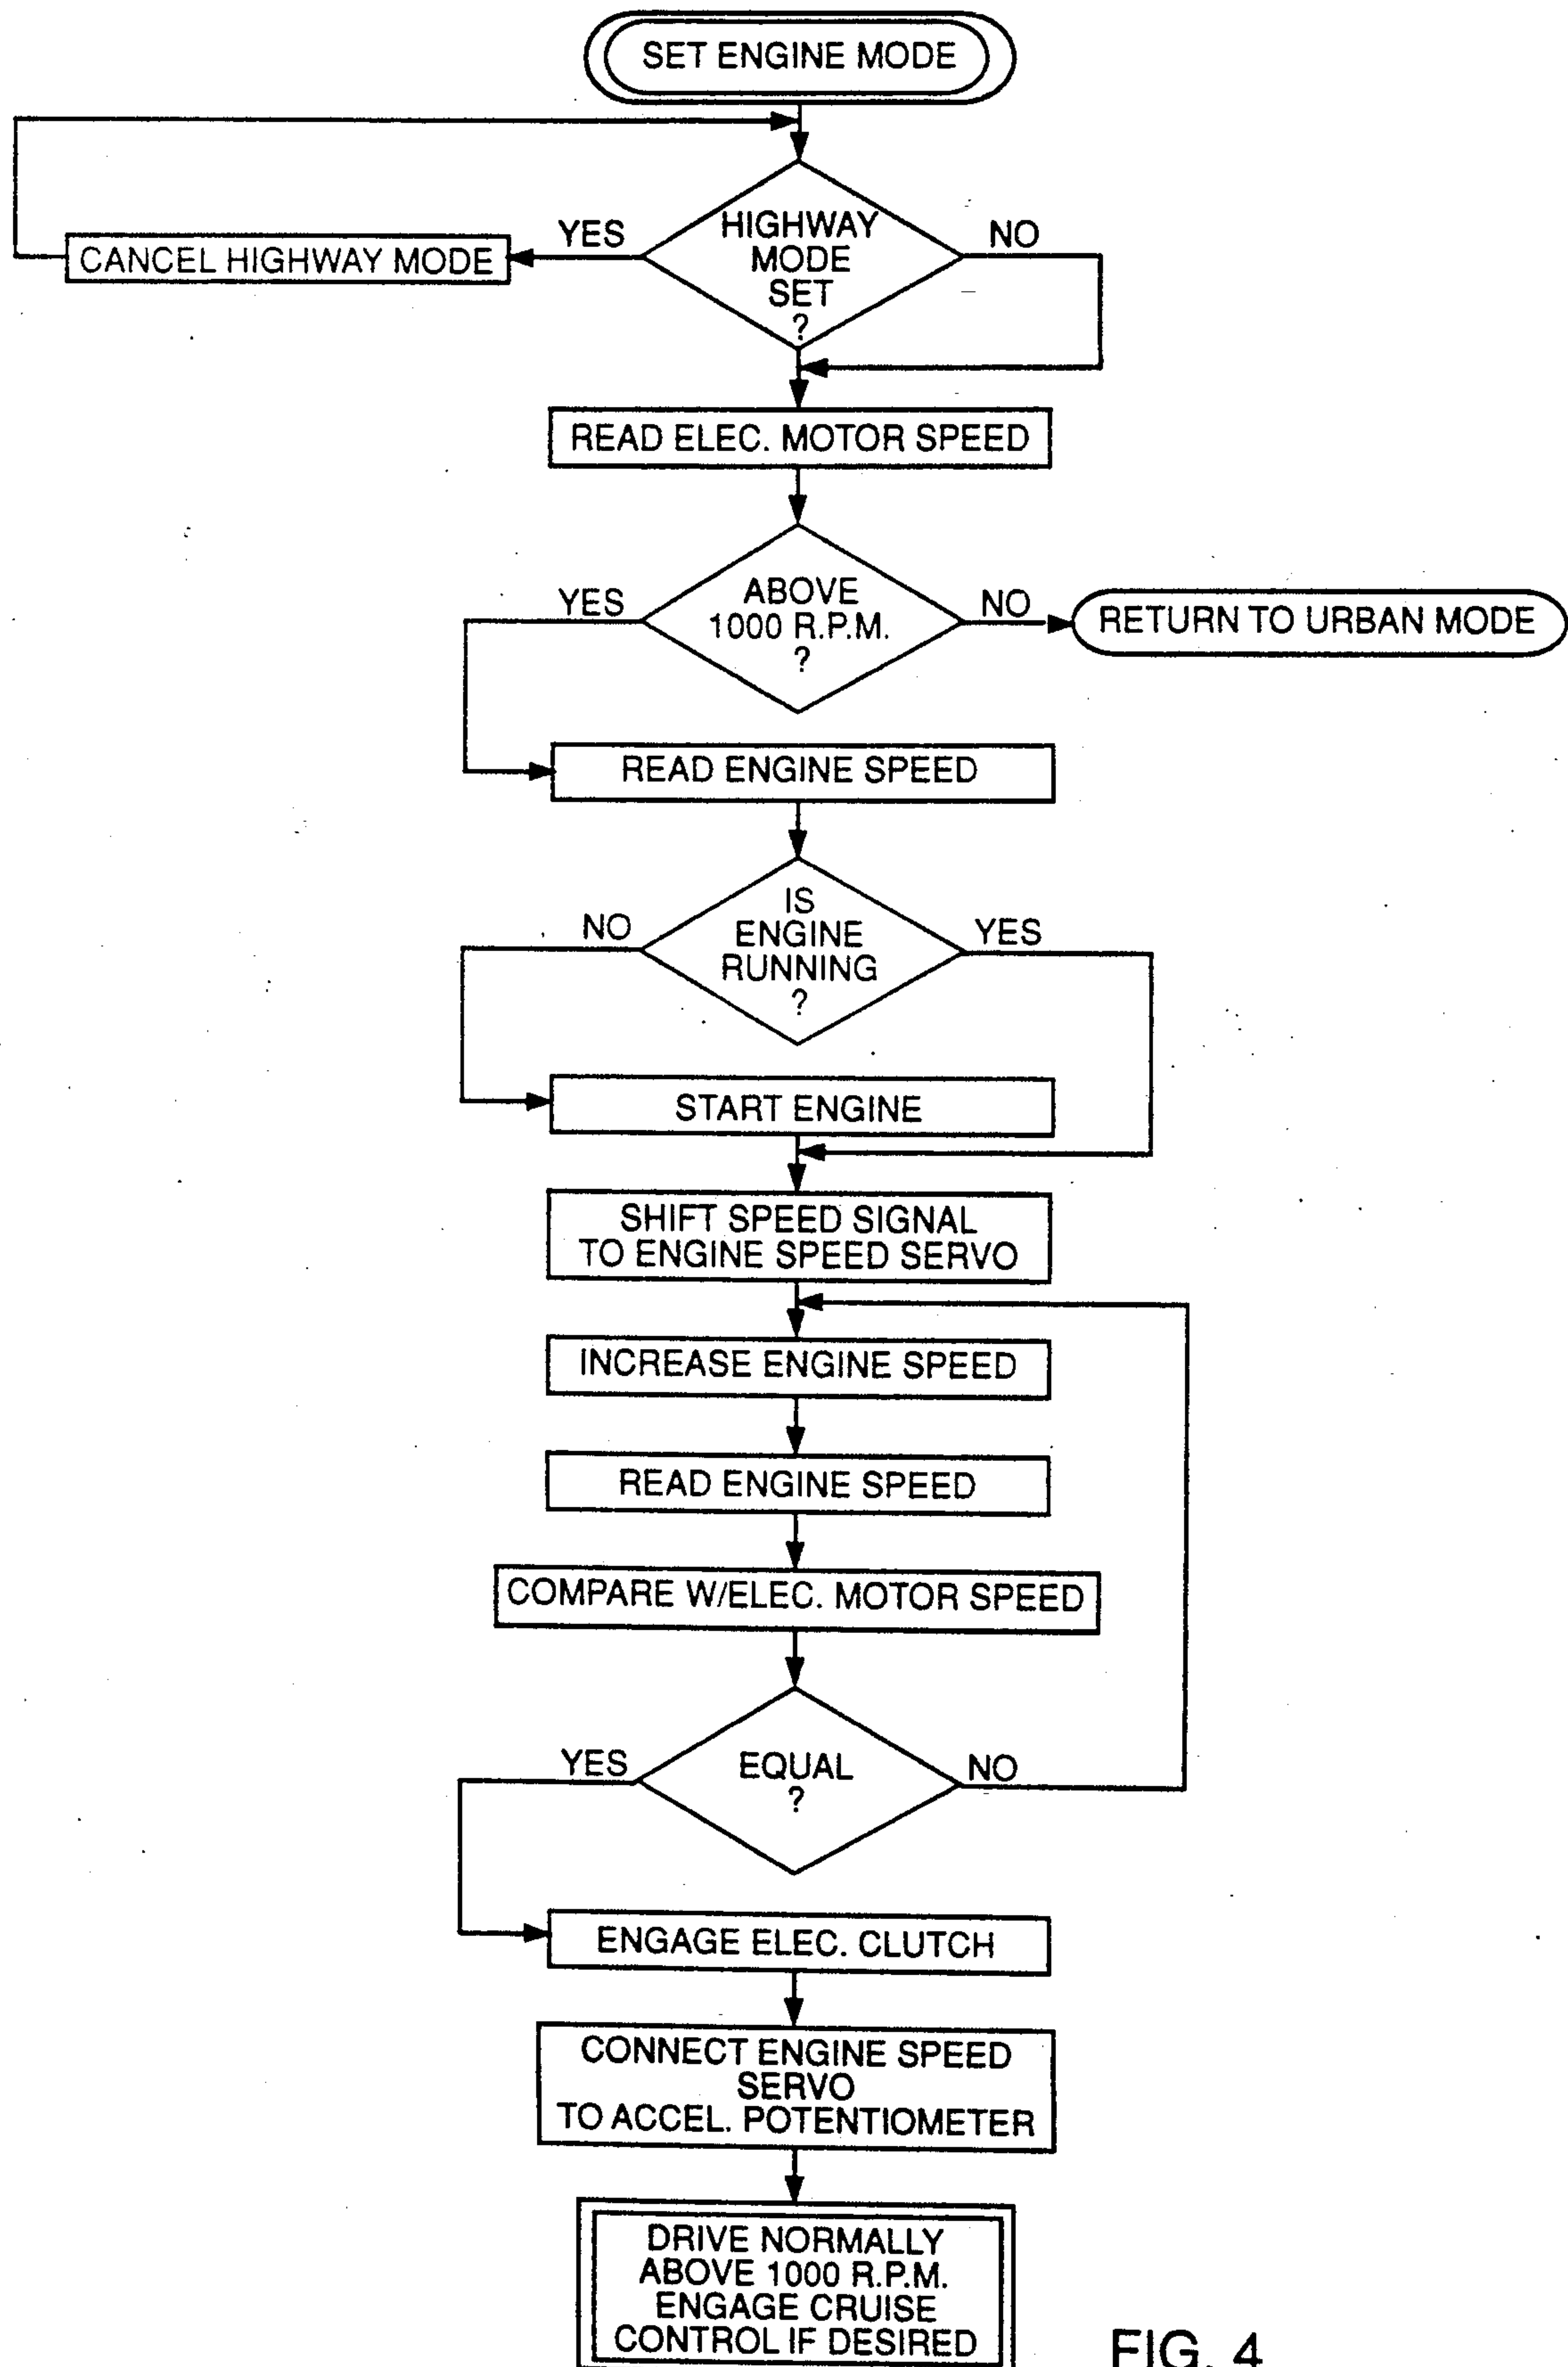 SET ENGINE MODE
YES
HIGHWAY
MODE
SET
?
NO
CANCEL HIGHWAY MODE
READ ELEC. MOTOR SPEED
YES
ABOVE
1000 R.P.M.
?
NO
RETURN TO URBAN MODE
READ ENGINE SPEED
NO
IS
ENGINE
RUNNING
?
YES
START ENGINE
SHIFT SPEED SIGNAL
TO ENGINE SPEED SERVO
INCREASE ENGINE SPEED
READ ENGINE SPEED
COMPARE W/ELEC. MOTOR SPEED
YES
EQUAL
?
NO
ENGAGE ELEC. CLUTCH
CONNECT ENGINE SPEED
SERVO
TO ACCEL. POTENTIOMETER
DRIVE NORMALLY
ABOVE 1000 R.P.M.
ENGAGE CRUISE
CONTROL IF DESIRED
FIG. 4